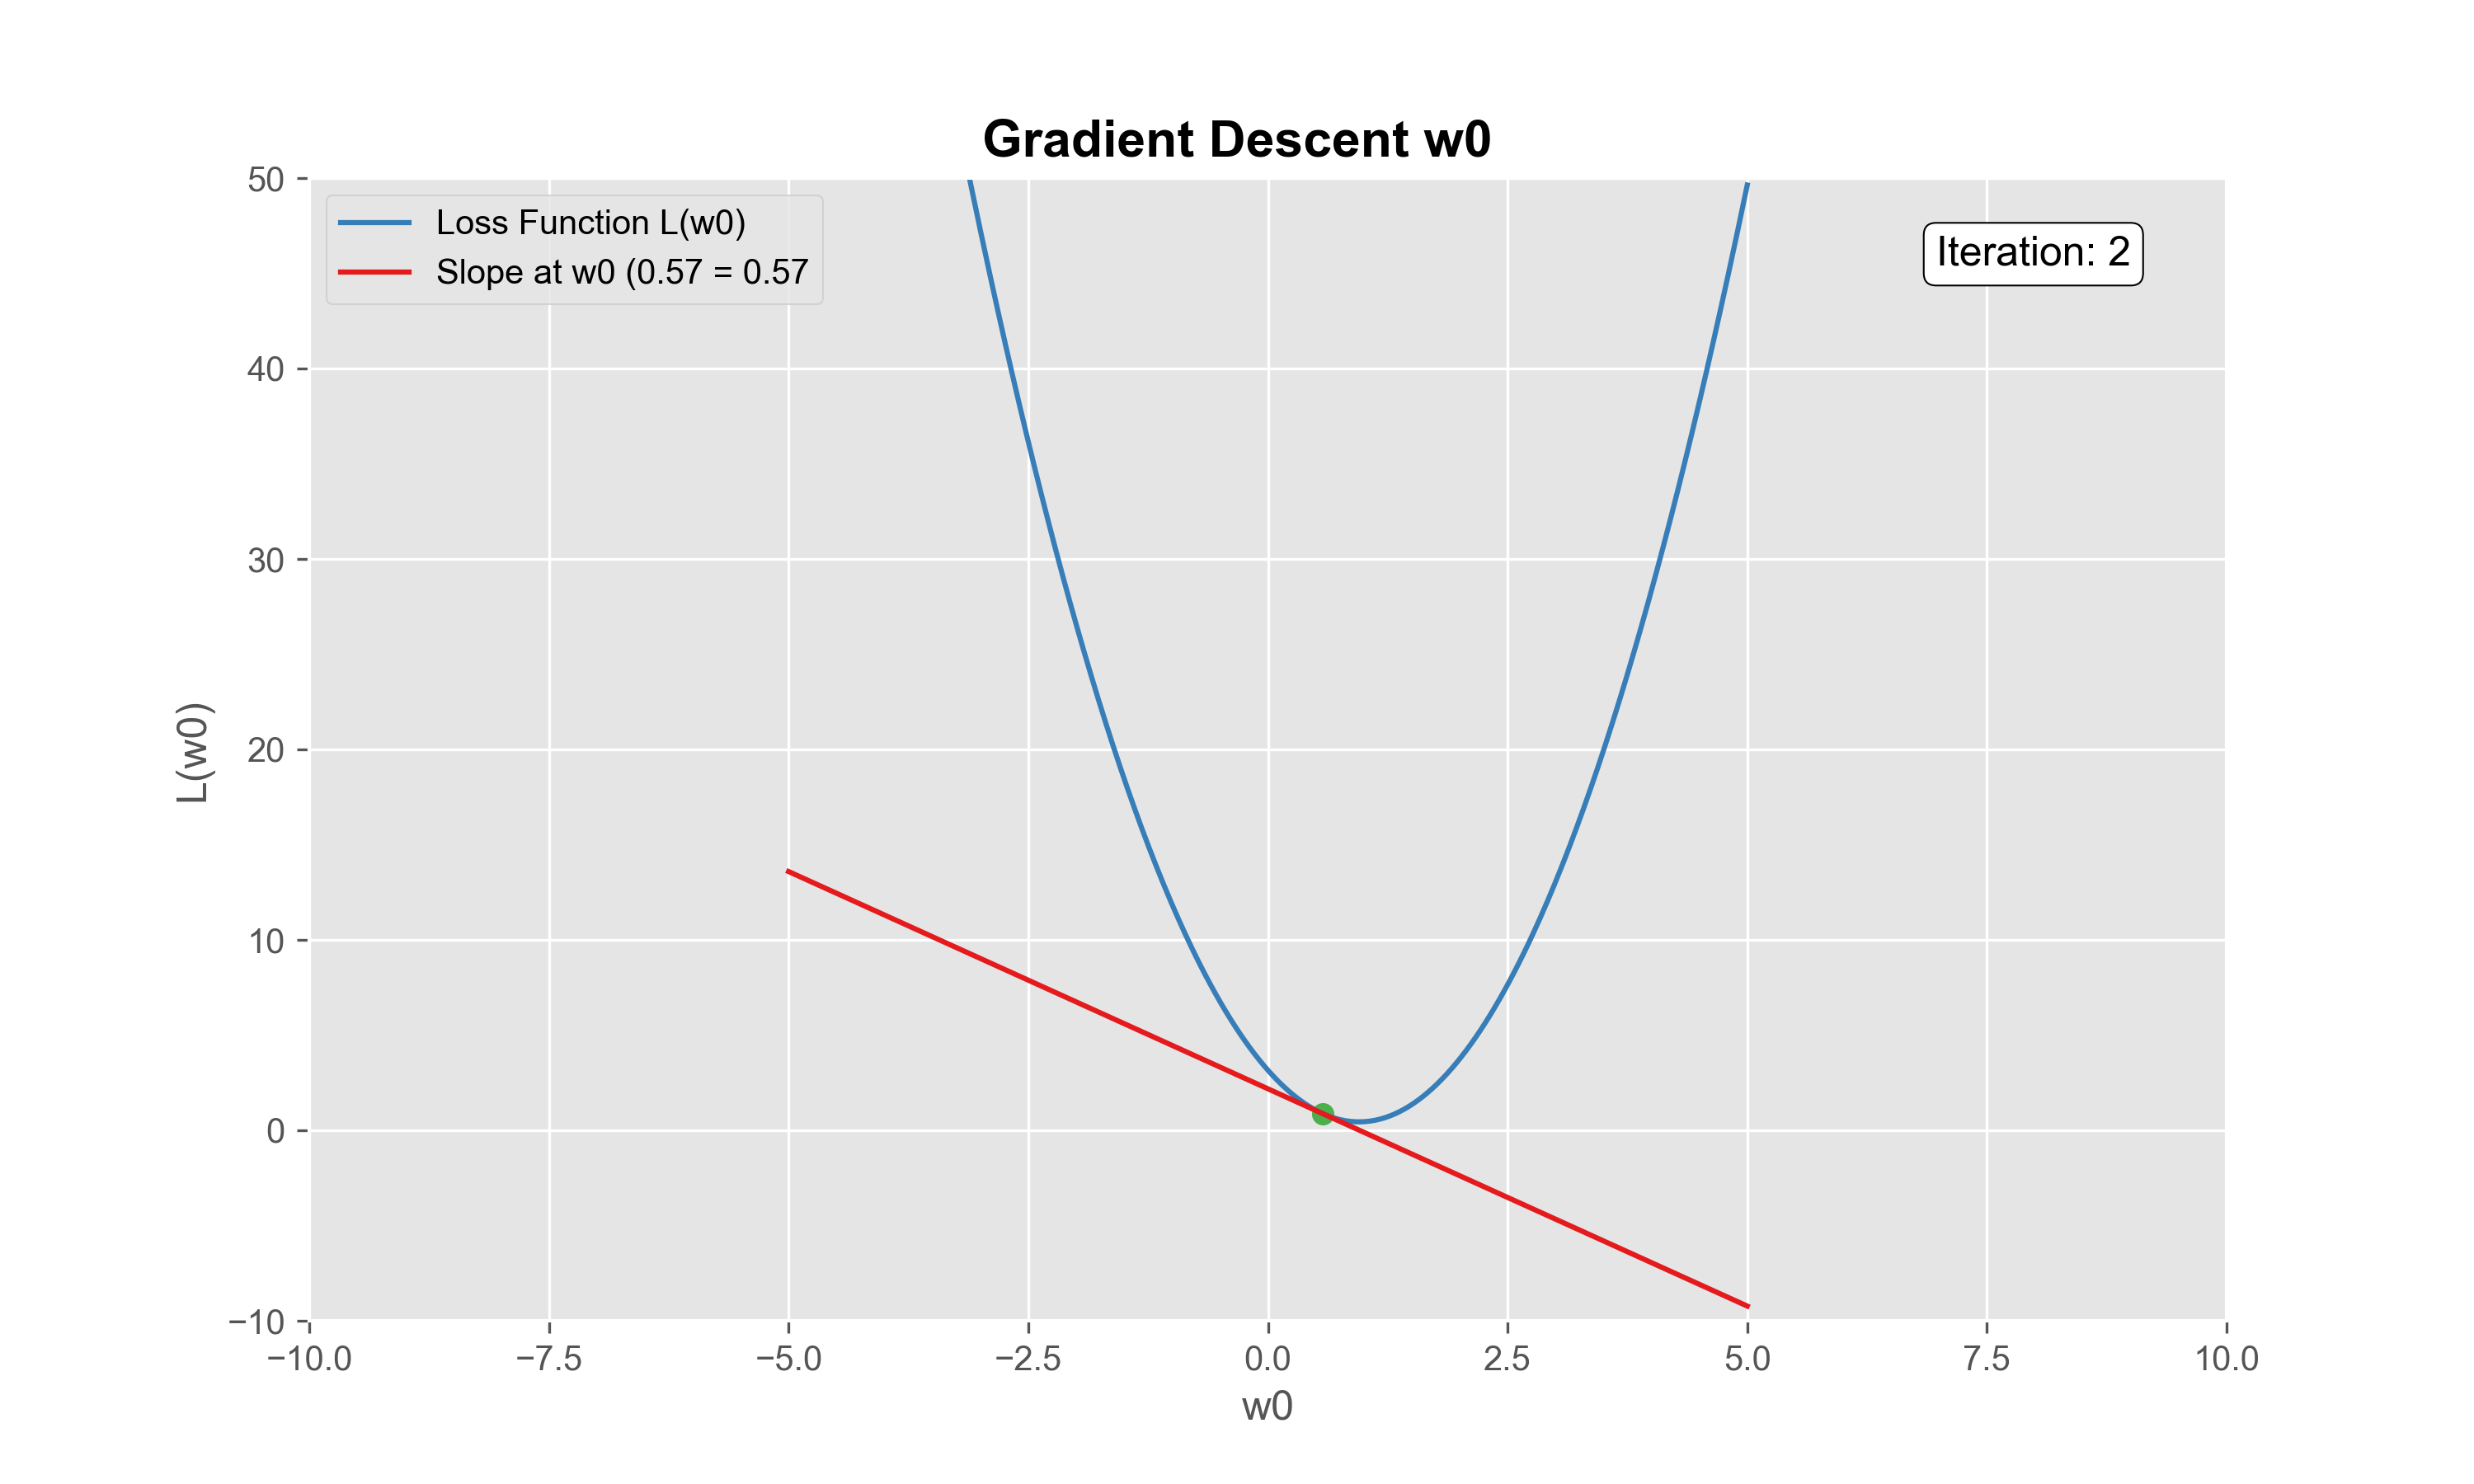 Gradient Descent w0
Loss Function L(w0)
Slope at w0 (0.57 = 0.57
Iteration: 2
50
40
30
20
10
0
−10
L(w0)
−10.0 −7.5 −5.0 −2.5 0.0 2.5 5.0 7.5 10.0
w0